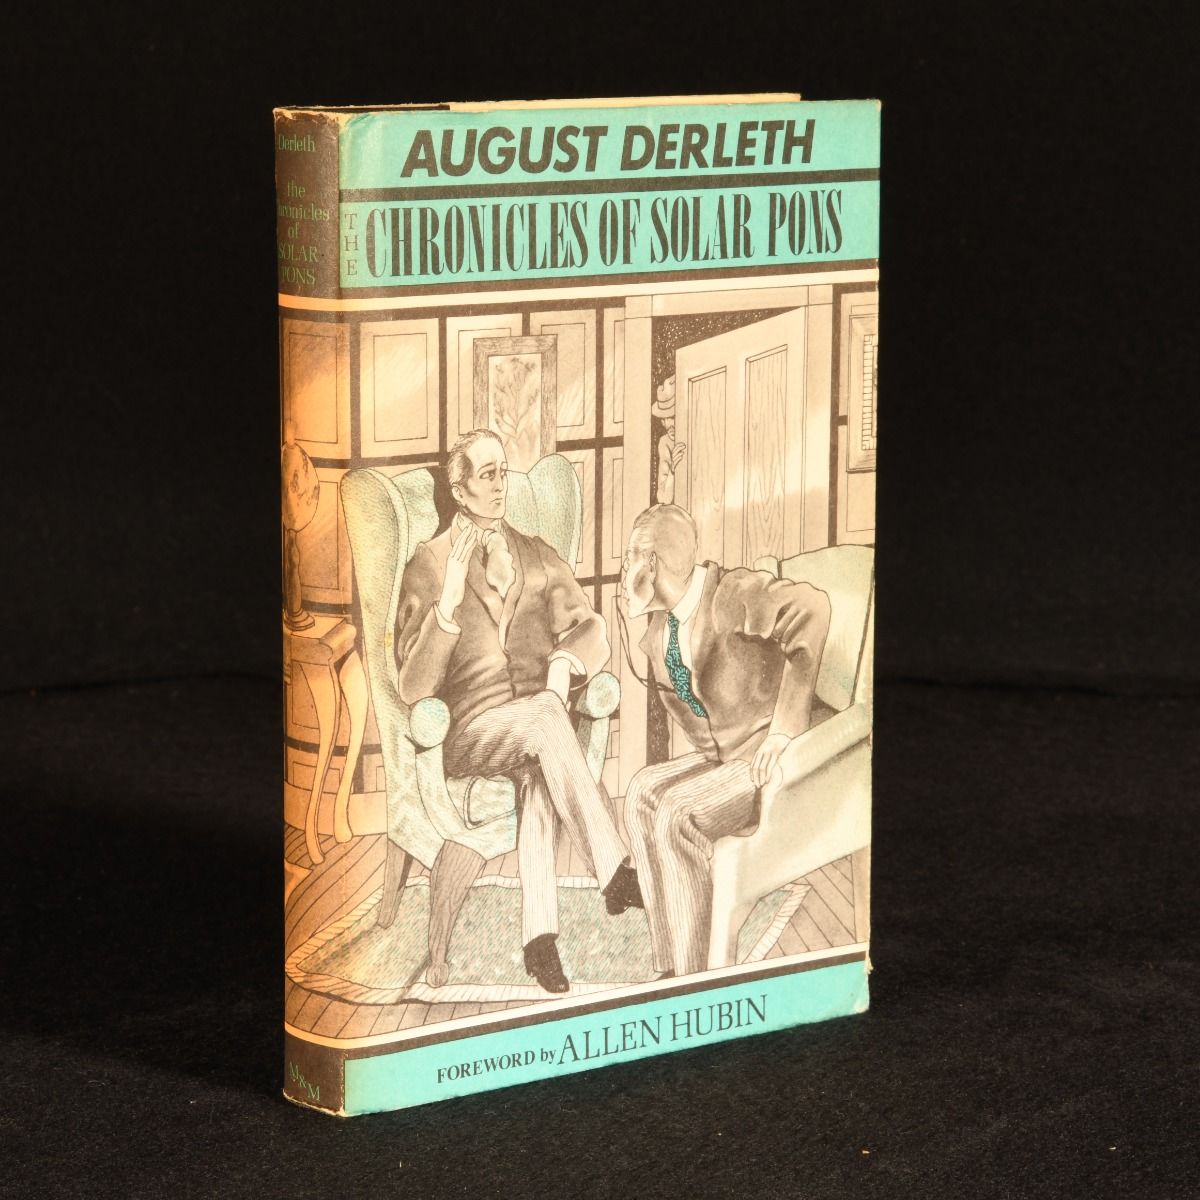 Derleth
the
Chronicles
of
SOLAR
PONS
M&M
AUGUST DERLETH
THE
CHRONICLES OF SOLAR PONS
FOREWORD by ALLEN HUBIN